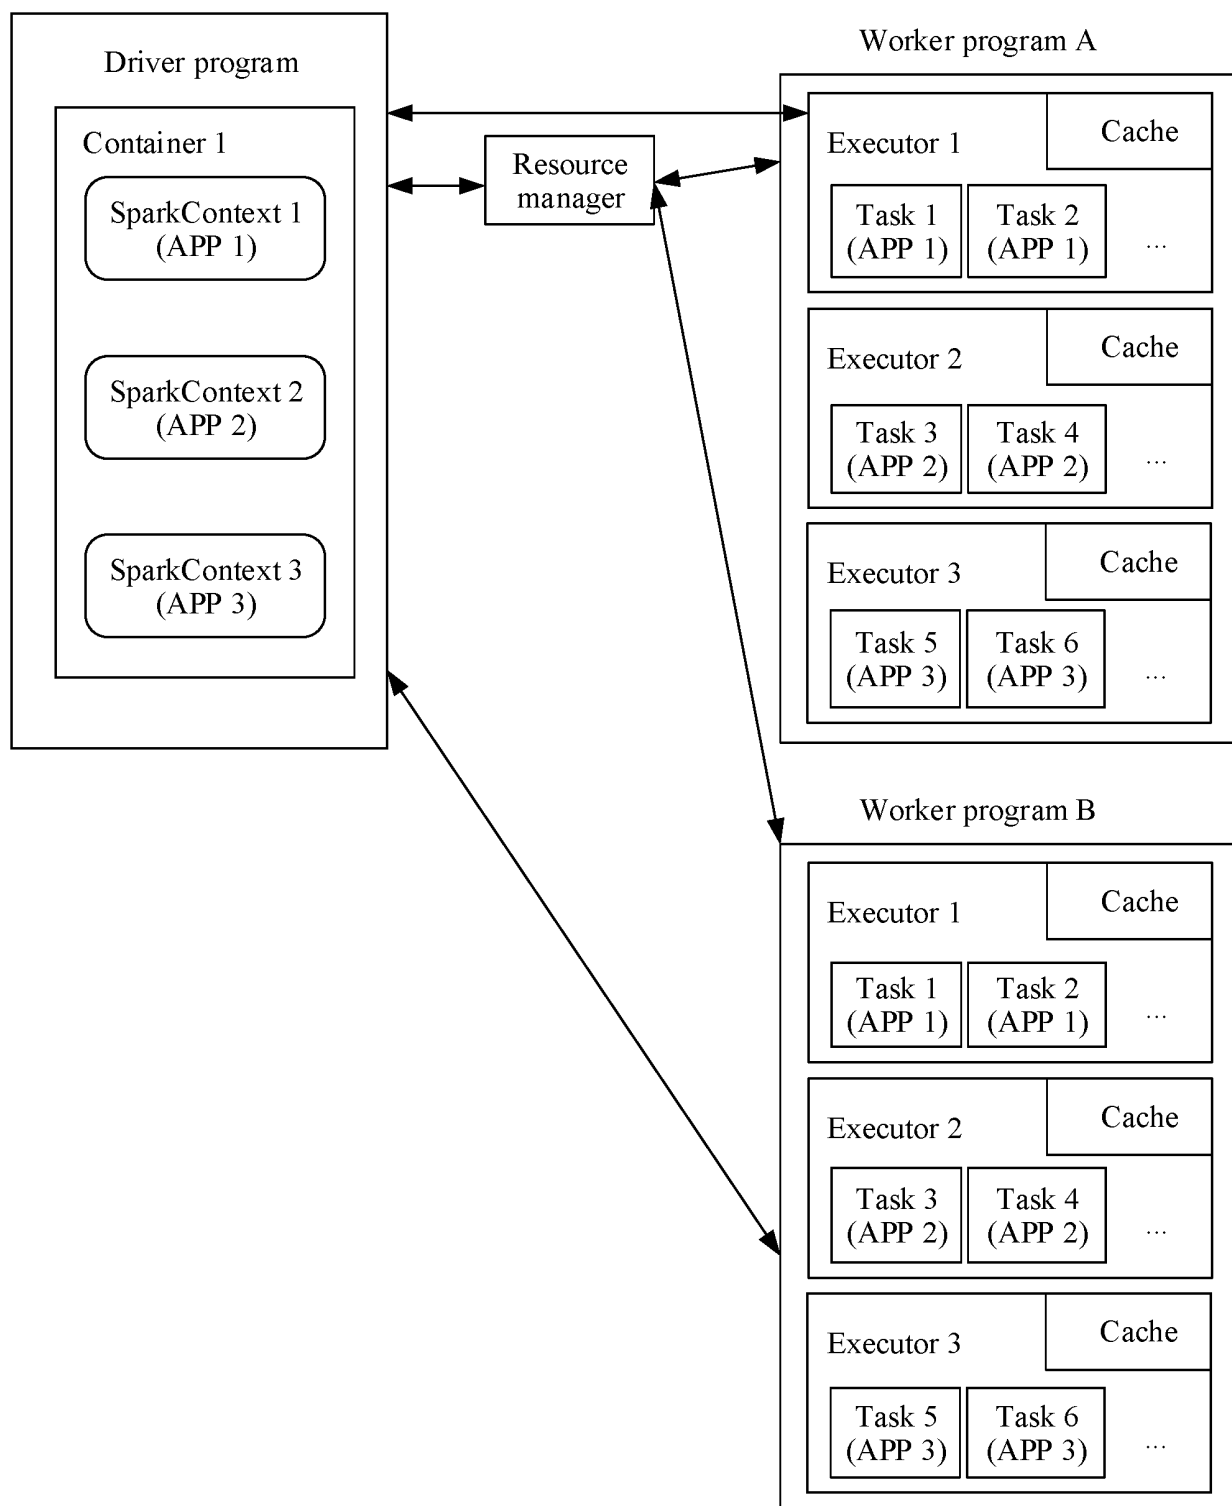 Driver program
Container 1
SparkContext 1
(APP 1)
SparkContext 2
(APP 2)
SparkContext 3
(APP 3)
Resource
manager
Worker program A
Executor 1
Cache
Task 1
(APP 1)
Task 2
(APP 1)
...
Executor 2
Cache
Task 3
(APP 2)
Task 4
(APP 2)
...
Executor 3
Cache
Task 5
(APP 3)
Task 6
(APP 3)
...
Worker program B
Executor 1
Cache
Task 1
(APP 1)
Task 2
(APP 1)
...
Executor 2
Cache
Task 3
(APP 2)
Task 4
(APP 2)
...
Executor 3
Cache
Task 5
(APP 3)
Task 6
(APP 3)
...